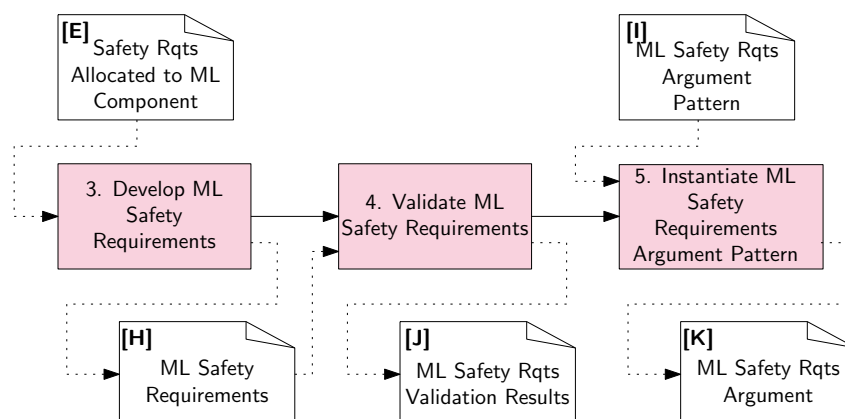 [E]
Safety Rqts
Allocated to ML
Component
[I]
ML Safety Rqts
Argument
Pattern
3. Develop ML
Safety
Requirements
4. Validate ML
Safety Requirements
5. Instantiate ML
Safety
Requirements
Argument Pattern
[H]
ML Safety
Requirements
[J]
ML Safety Rqts
Validation Results
[K]
ML Safety Rqts
Argument